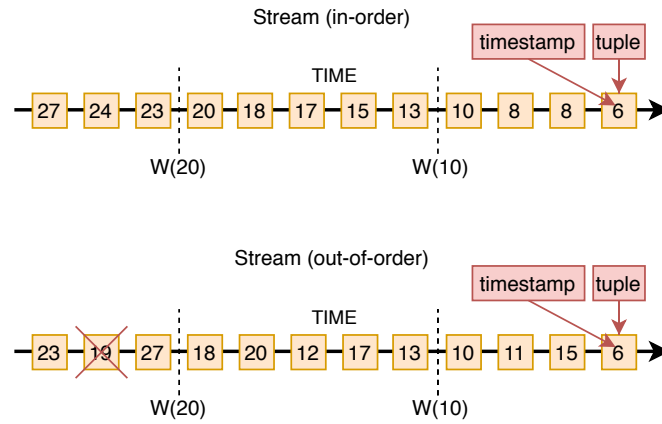 Stream (in-order)
timestamp tuple
TIME
27 24 23 20 18 17 15 13 10 8 8 6
W(20) W(10)
Stream (out-of-order)
timestamp tuple
TIME
23 19 27 18 20 12 17 13 10 11 15 6
W(20) W(10)